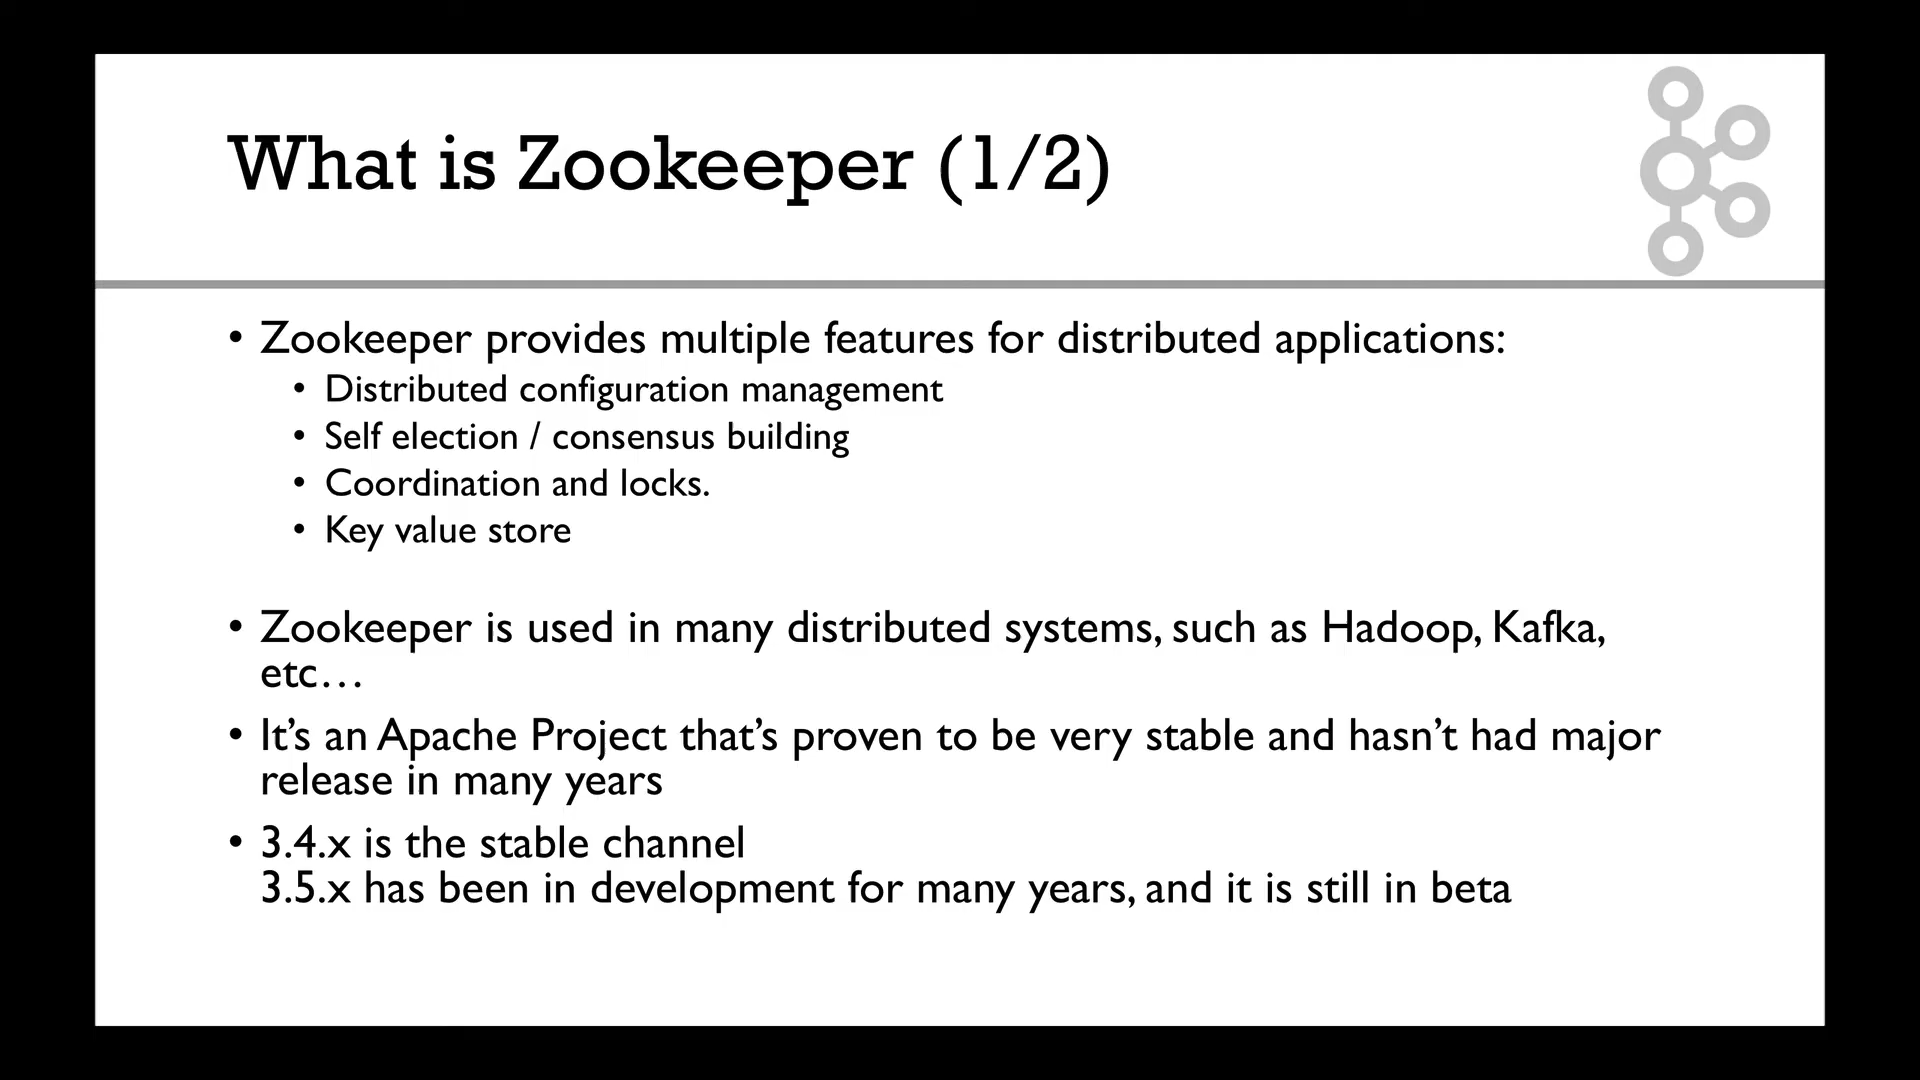 What is Zookeeper (1/2)
• Zookeeper provides multiple features for distributed applications:
• Distributed configuration management
• Self election / consensus building
• Coordination and locks.
• Key value store
• Zookeeper is used in many distributed systems, such as Hadoop, Kafka,
etc…
• It’s an Apache Project that’s proven to be very stable and hasn’t had major
release in many years
• 3.4.x is the stable channel
3.5.x has been in development for many years, and it is still in beta